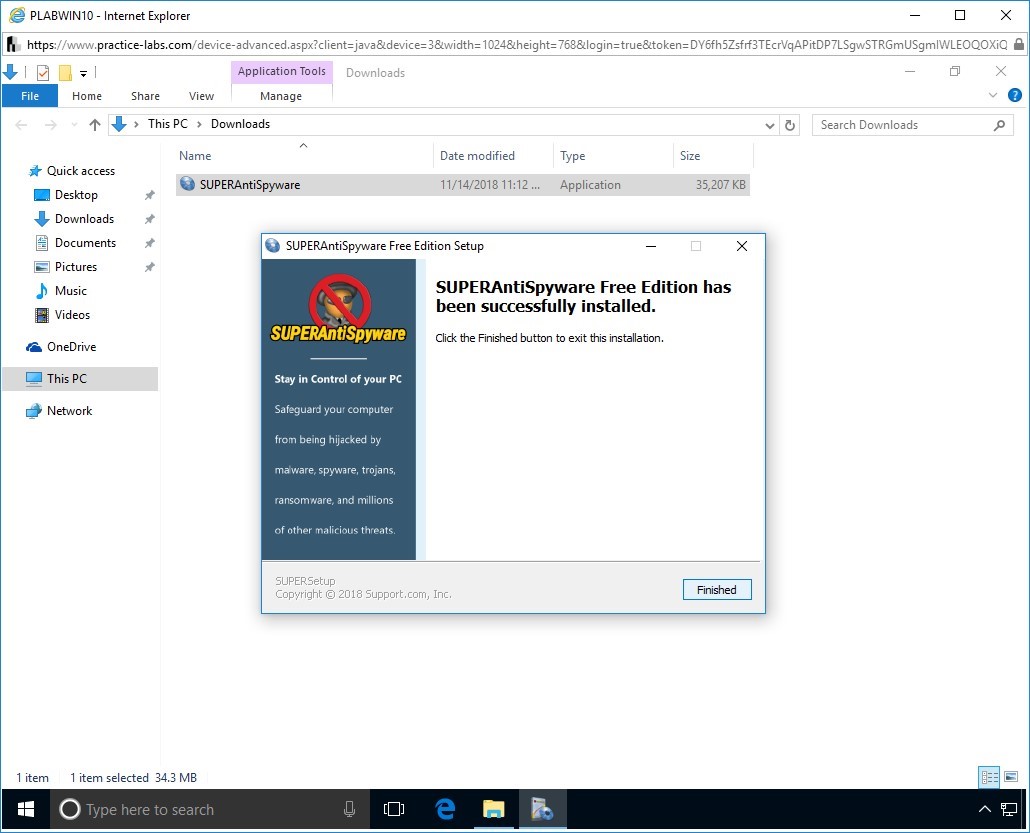 PLABWIN10 - Internet Explorer
https://www.practice-labs.com/device-advanced.aspx?client=java&device=3&width=1024&height=768&login=true&token=DY6fh5Zsfrf3TEcrVqAPitDP7LSgwSTRGmUSgmIWLEOQOXiQ
Application Tools
Downloads
File
Home
Share
View
Manage
This PC
Downloads
Search Downloads
Name
Date modified
Type
Size
SUPERAntiSpyware
11/14/2018 11:12 ...
Application
35,207 KB
Quick access
Desktop
Downloads
Documents
Pictures
Music
Videos
OneDrive
This PC
Network
SUPERAntiSpyware Free Edition Setup
SUPERAntiSpyware
Stay in Control of your PC
Safeguard your computer
from being hijacked by
malware, spyware, trojans,
ransomware, and millions
of other malicious threats.
SUPERAntiSpyware Free Edition has
been successfully installed.
Click the Finished button to exit this installation.
SUPERSetup
Copyright © 2018 Support.com, Inc.
Finished
1 item
1 item selected 34.3 MB
Type here to search